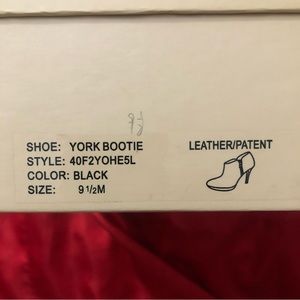 SHOE: YORK BOOTIE
STYLE: 40F2YOHE5L
COLOR: BLACK
SIZE: 9 1/2M
LEATHER/PATENT